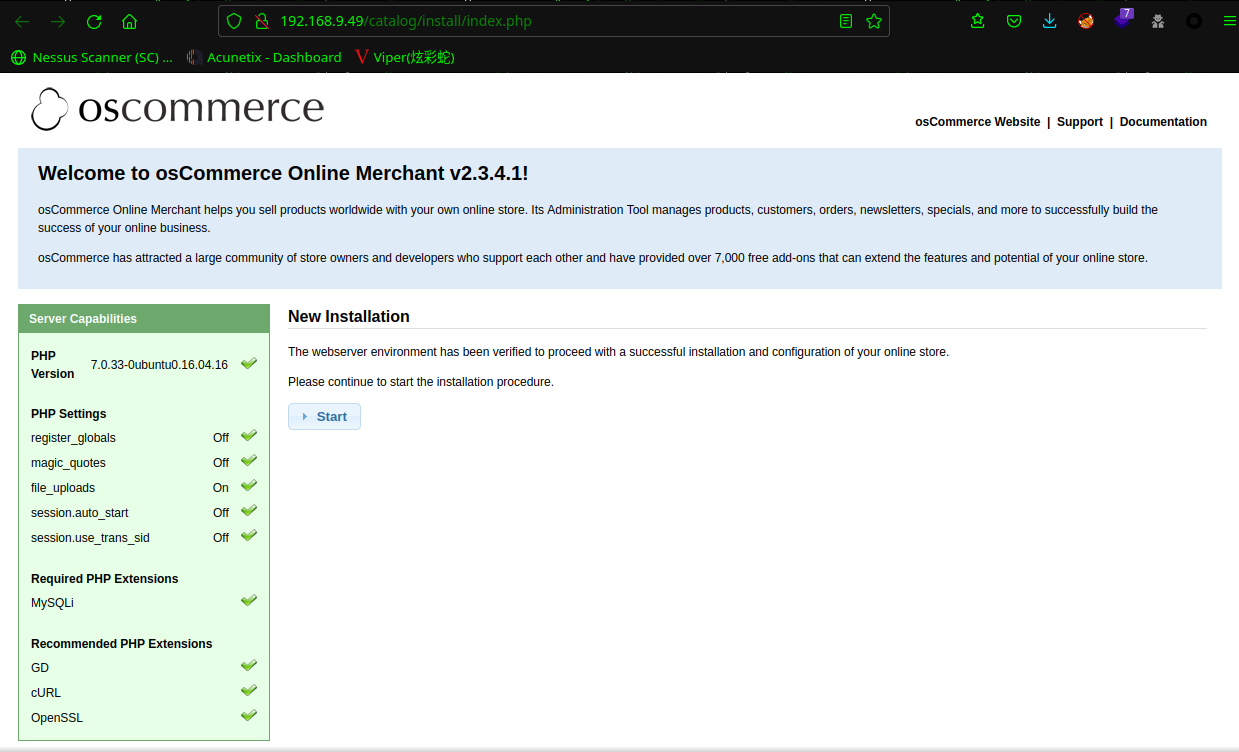 192.168.9.49/catalog/install/index.php
7
Nessus Scanner (SC) ...
Acunetix - Dashboard
Viper(炫彩蛇)
oscommerce
osCommerce Website | Support | Documentation
Welcome to osCommerce Online Merchant v2.3.4.1!
osCommerce Online Merchant helps you sell products worldwide with your own online store. Its Administration Tool manages products, customers, orders, newsletters, specials, and more to successfully build the
success of your online business.
osCommerce has attracted a large community of store owners and developers who support each other and have provided over 7,000 free add-ons that can extend the features and potential of your online store.
Server Capabilities
PHP
Version 7.0.33-0ubuntu0.16.04.16
PHP Settings
register_globals Off
magic_quotes Off
file_uploads On
session.auto_start Off
session.use_trans_sid Off
Required PHP Extensions
MySQLi
Recommended PHP Extensions
GD
cURL
OpenSSL
New Installation
The webserver environment has been verified to proceed with a successful installation and configuration of your online store.
Please continue to start the installation procedure.
Start